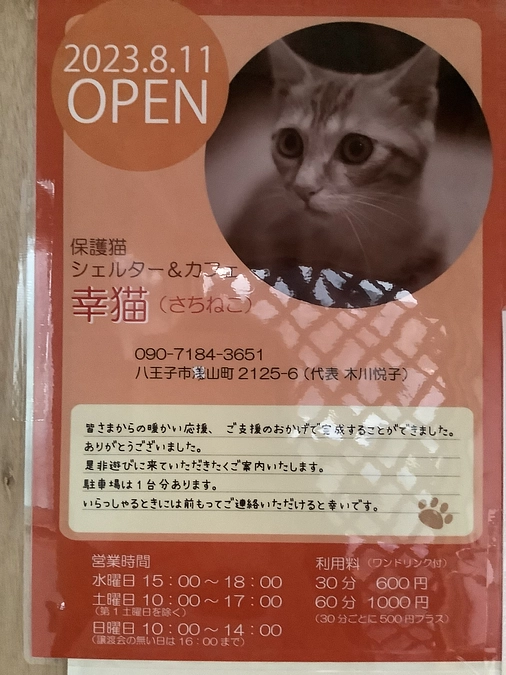 2023.8.11
OPEN
保護猫
シェルター＆カフェ
幸猫（さちねこ）
090-7184-3651
八王子市淺山町2125-6（代表 木川悦子）
皆さまからの暖かい応援、ご支援のおかげで完成することができました。
ありがとうございました。
是非遊びに来ていただきたくご案内いたします。
駐車場は１台分あります。
いらっしゃるときには前もってご連絡いただけると幸いです。
営業時間
水曜日 15：00～18：00
土曜日 10：00～17：00
（第１土曜日を除く）
日曜日 10：00～14：00
（譲渡会の無い日は16：00まで）
利用料（ワンドリンク付）
30分 600円
60分 1000円
（30分ごとに500円プラス）